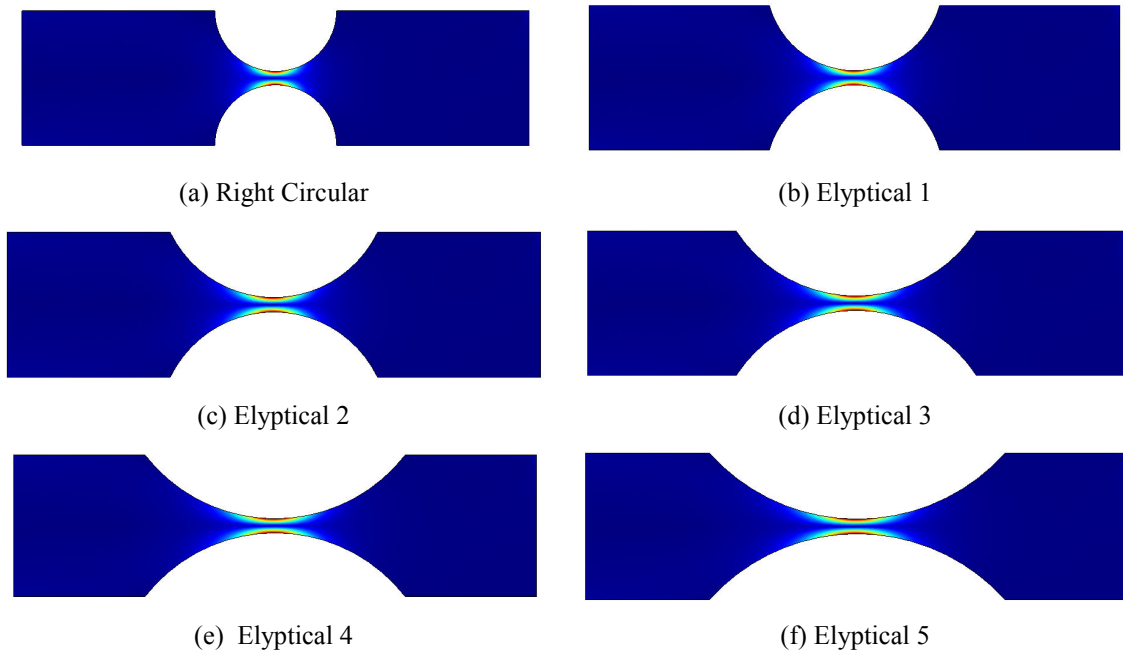 (a) Right Circular
(b) Elyptical 1
(c) Elyptical 2
(d) Elyptical 3
(e) Elyptical 4
(f) Elyptical 5